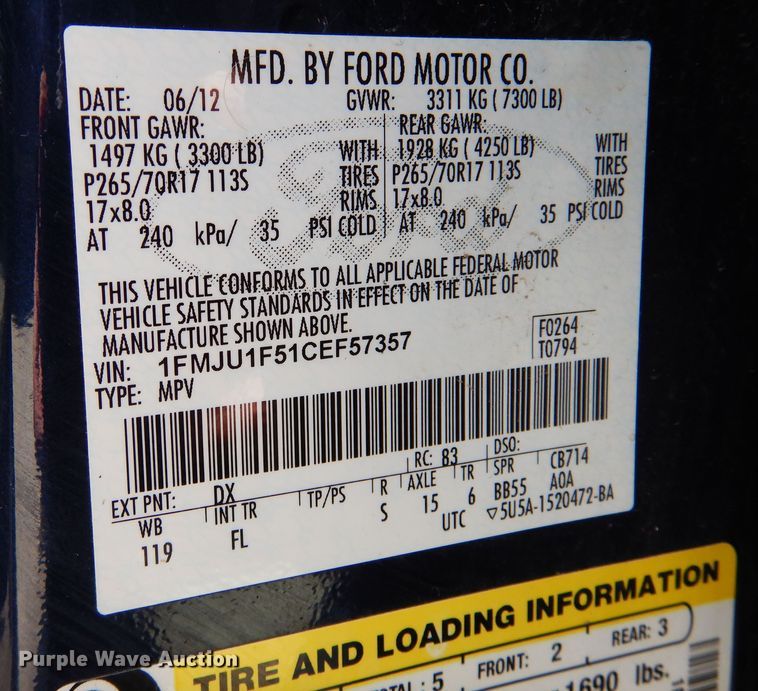 MFD. BY FORD MOTOR CO.
DATE: 06/12 GVWR: 3311 KG ( 7300 LB)
FRONT GAWR: REAR GAWR:
1497 KG ( 3300 LB) WITH 1928 KG ( 4250 LB) WITH
P265/70R17 113S TIRES P265/70R17 113S TIRES
17x8.0 RIMS 17x8.0 RIMS
AT 240 kPa/ 35 PSI COLD AT 240 kPa/ 35 PSI COLD
THIS VEHICLE CONFORMS TO ALL APPLICABLE FEDERAL MOTOR
VEHICLE SAFETY STANDARDS IN EFFECT ON THE DATE OF
MANUFACTURE SHOWN ABOVE.
VIN: 1FMJU1F51CEF57357 F0264
TYPE: MPV T0794
EXT PNT: DX RC: 83 DSO:
WB INT TR TP/PS R AXLE TR SPR CB714
119 FL S 15 6 BB55 AOA
UTC ▽5U5A-1520472-BA
TIRE AND LOADING INFORMATION
: 5 FRONT: 2 REAR: 3
1690 lbs.
Purple Wave Auction